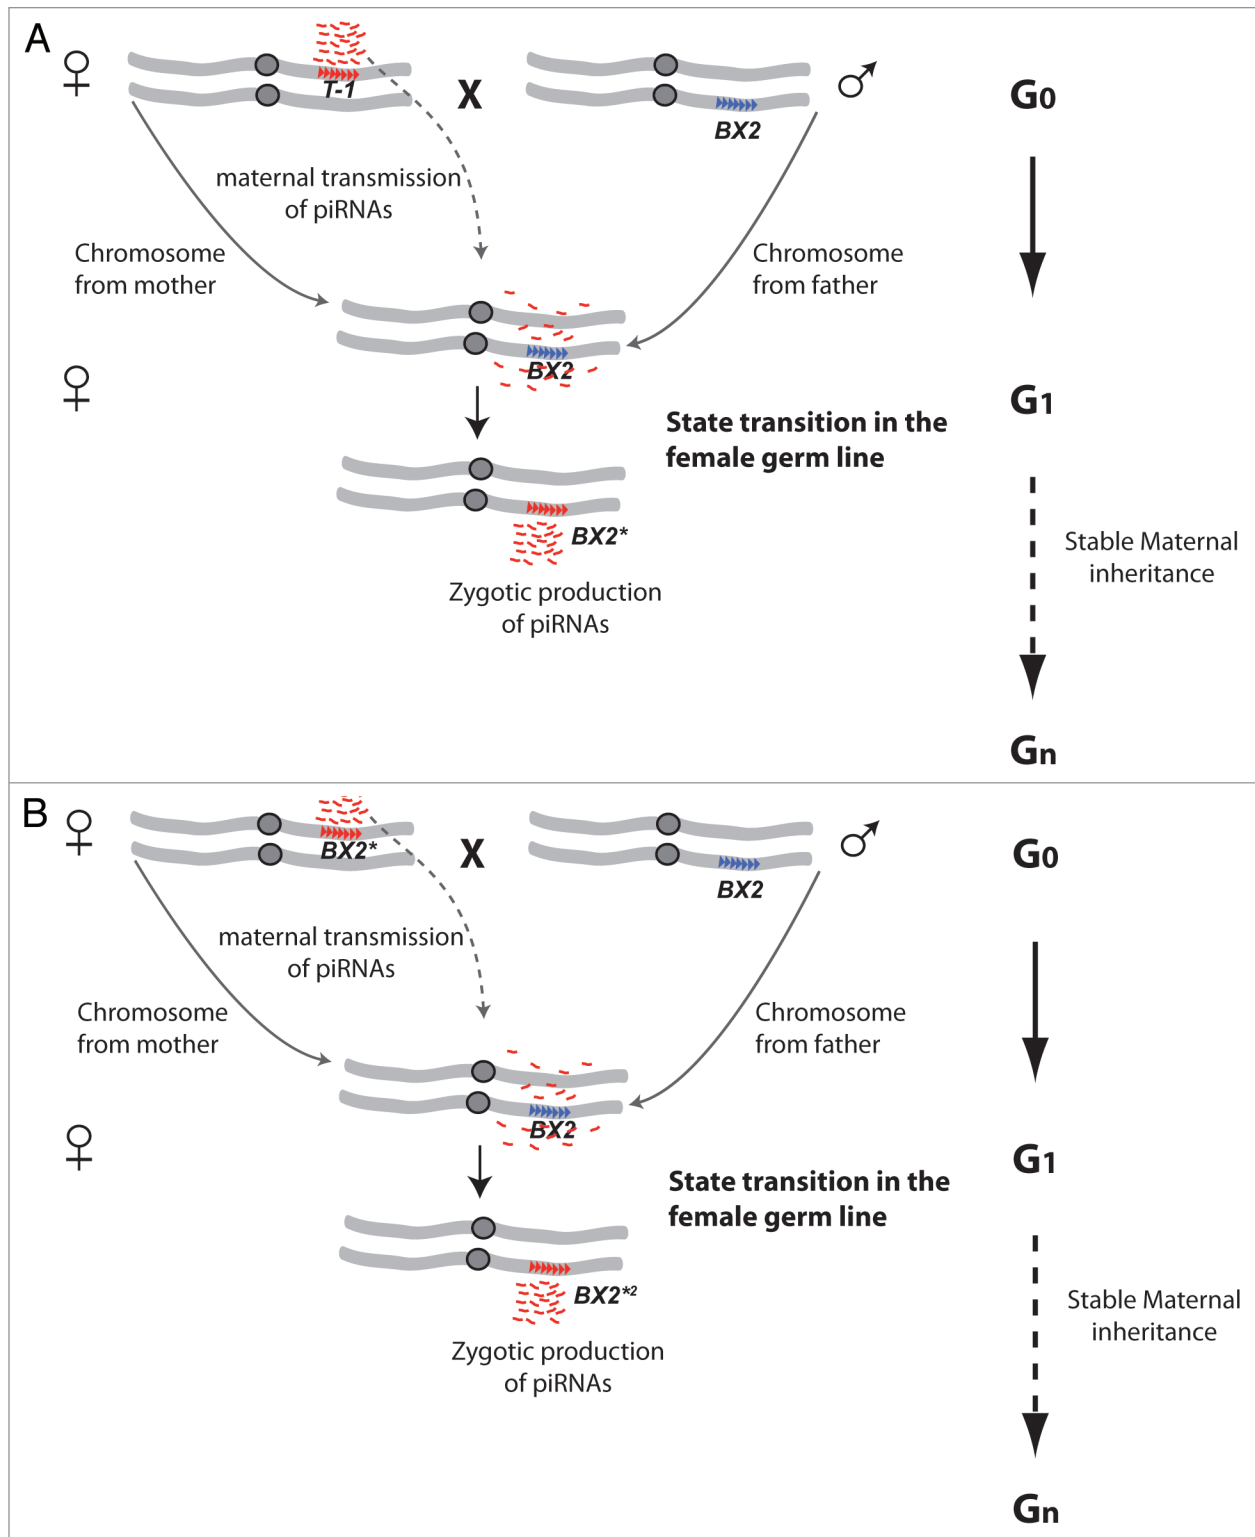 A
T-1
X
BX2
G0
maternal transmission
of piRNAs
Chromosome
from mother
Chromosome
from father
BX2
G1
State transition in the
female germ line
BX2*
Zygotic production
of piRNAs
Stable Maternal
inheritance
Gn
B
BX2*
X
BX2
G0
maternal transmission
of piRNAs
Chromosome
from mother
Chromosome
from father
BX2
G1
State transition in the
female germ line
BX2*2
Zygotic production
of piRNAs
Stable Maternal
inheritance
Gn